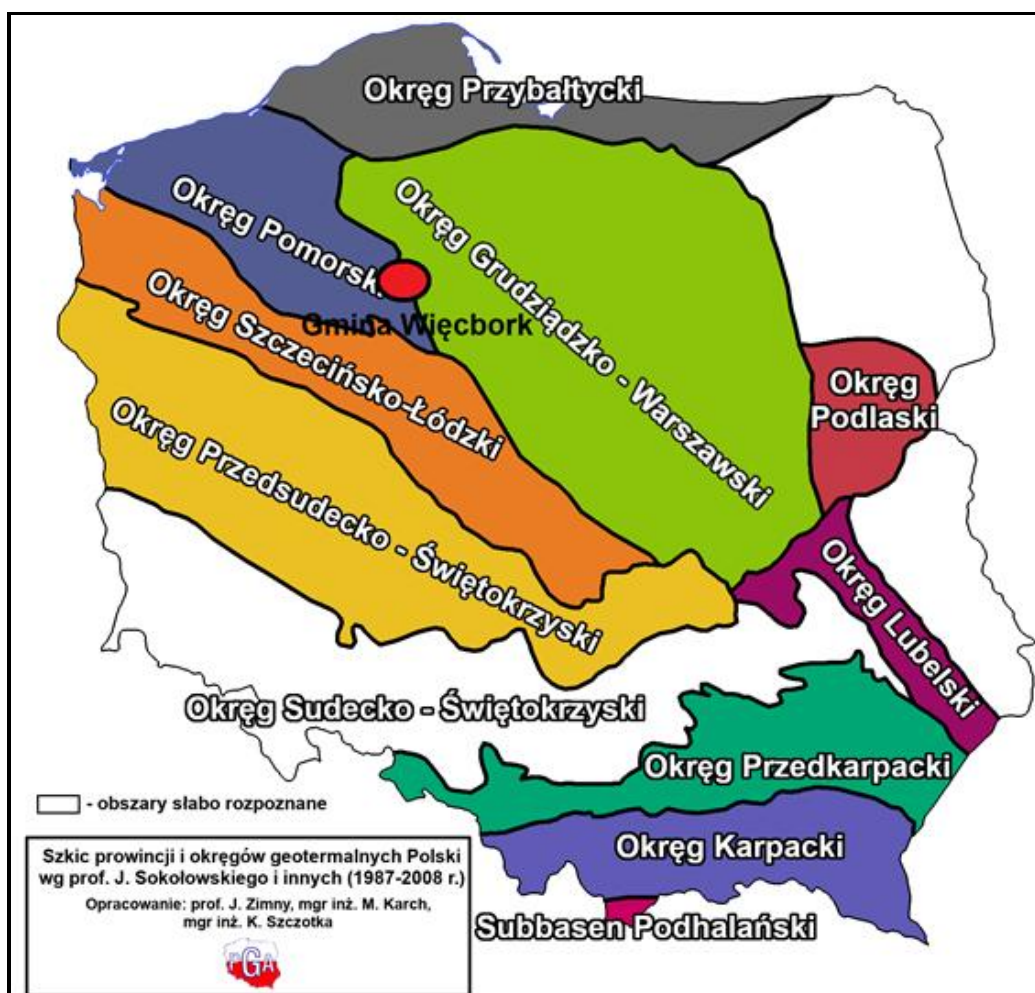 Okręg Przybałtycki
Okręg Pomorsk
Okręg Grudziądzko - Warszawski
Gmina Więcbork
Okręg Szczecińsko-Łódzki
Okręg Podlaski
Okręg Przedsudecko - Świętokrzyski
Okręg Lubelski
Okręg Sudecko - Świętokrzyski
Okręg Przedkarpacki
- obszary słabo rozpoznane
Okręg Karpacki
Szkic prowincji i okręgów geotermalnych Polski
wg prof. J. Sokołowskiego i innych (1987-2008 r.)
Opracowanie: prof. J. Zimny, mgr inż. M. Karch,
mgr inż. K. Szczotka
Subbasen Podhalański
PGA